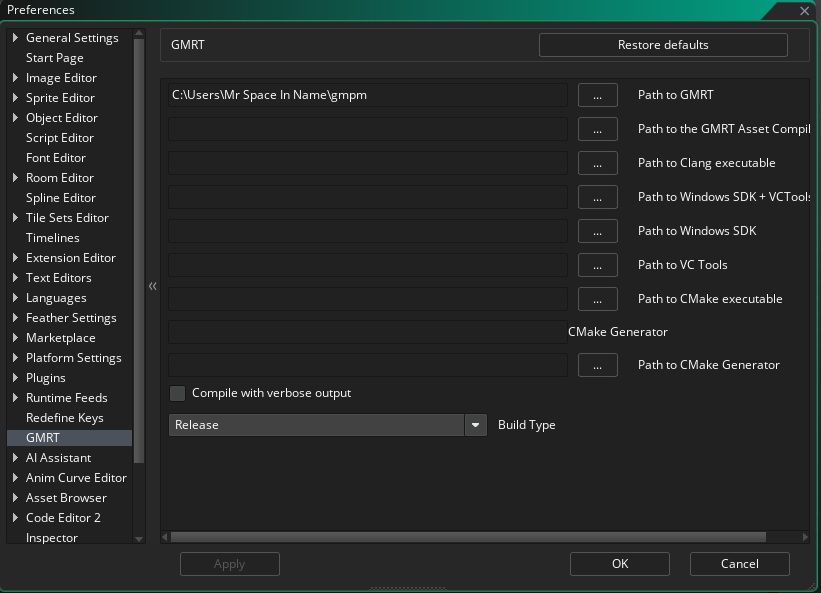 Preferences
General Settings
Start Page
Image Editor
Sprite Editor
Object Editor
Script Editor
Font Editor
Room Editor
Spline Editor
Tile Sets Editor
Timelines
Extension Editor
Text Editors
Languages
Feather Settings
Marketplace
Platform Settings
Plugins
Runtime Feeds
Redefine Keys
GMRT
AI Assistant
Anim Curve Editor
Asset Browser
Code Editor 2
Inspector
GMRT
Restore defaults
C:\Users\Mr Space In Name\gmpm ... Path to GMRT
... Path to the GMRT Asset Compil
... Path to Clang executable
... Path to Windows SDK + VCTools
... Path to Windows SDK
... Path to VC Tools
... Path to CMake executable
CMake Generator
... Path to CMake Generator
Compile with verbose output
Release Build Type
Apply
OK
Cancel